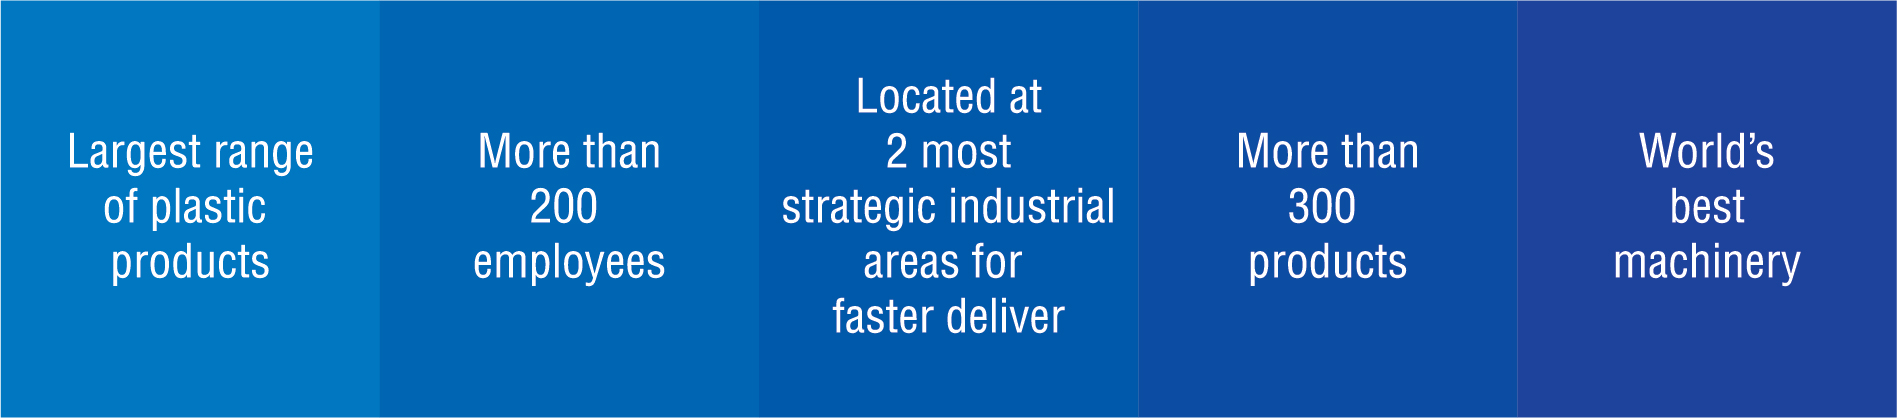 Largest range
of plastic
products
More than
200
employees
Located at
2 most
strategic industrial
areas for
faster deliver
More than
300
products
World’s
best
machinery